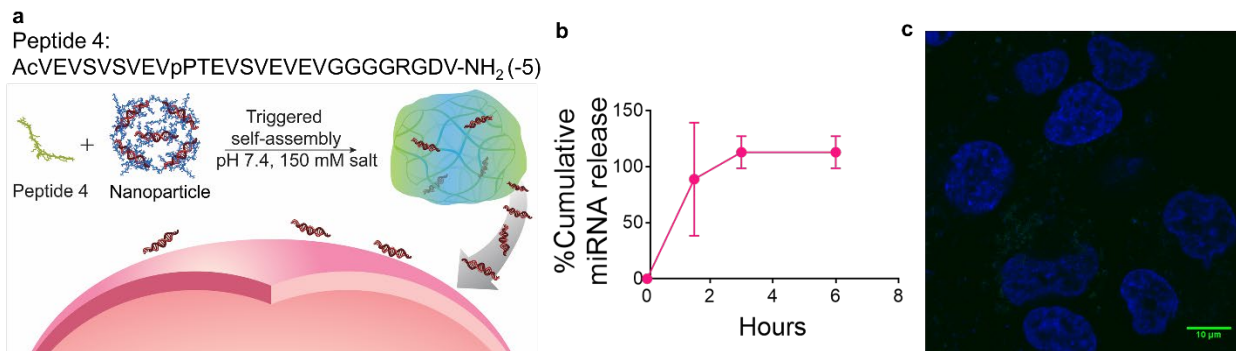 a
Peptide 4:
AcVEVSVSVEVpPTEVSVEVEVGGGGRGDV-NH₂ (-5)
Peptide 4
+
Nanoparticle
Triggered
self-assembly
pH 7.4, 150 mM salt
b
%Cumulative
miRNA release
150
100
50
0
0 2 4 6 8
Hours
c
10 µm